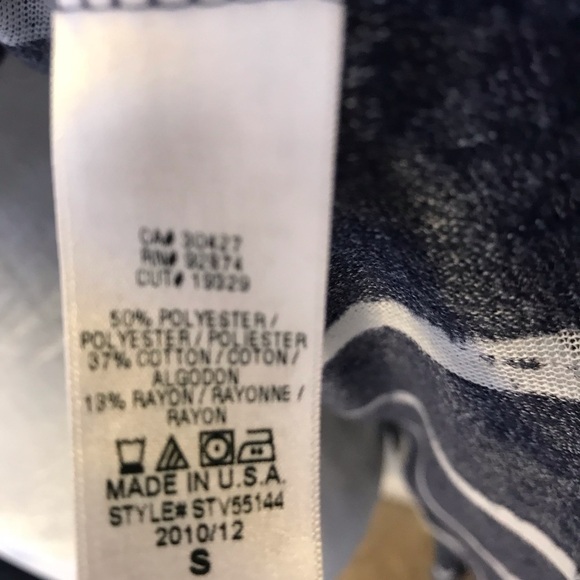 CA# 30427
RN# 92874
CUT# 19329
50% POLYESTER /
POLYESTER / POLIESTER
37% COTTON / COTON /
ALGODON
13% RAYON / RAYONNE /
RAYON
MADE IN U.S.A.
STYLE# STV55144
2010/12
S